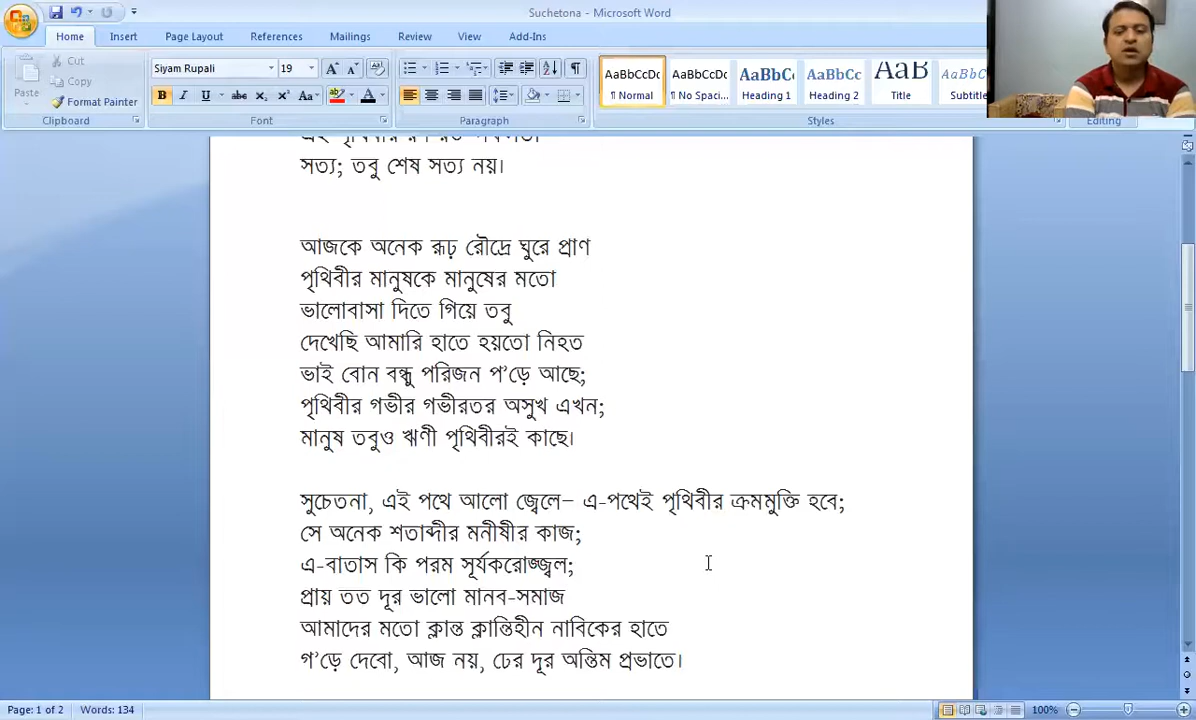 Suchetona - Microsoft Word
Home Insert Page Layout References Mailings Review View Add-Ins
Paste
Cut
Copy
Format Painter
Clipboard
Siyam Rupali 19
Font
Paragraph
AaBbCcDc AaBbCcDc AaBbC AaBbCc AaB AaBbC
¶ Normal ¶ No Spaci... Heading 1 Heading 2 Title Subtitle
Styles
Editing
সত্য; তবু শেষ সত্য নয়।
আজকে অনেক রূঢ় রৌদ্রে ঘুরে প্রাণ
পৃথিবীর মানুষকে মানুষের মতো
ভালোবাসা দিতে গিয়ে তবু
দেখেছি আমারি হাতে হয়তো নিহত
ভাই বোন বন্ধু পরিজন প’ড়ে আছে;
পৃথিবীর গভীর গভীরতর অসুখ এখন;
মানুষ তবুও ঋণী পৃথিবীরই কাছে।
সুচেতনা, এই পথে আলো জ্বেলে– এ-পথেই পৃথিবীর ক্রমমুক্তি হবে;
সে অনেক শতাব্দীর মনীষীর কাজ;
এ-বাতাস কি পরম সূর্যকরোজ্জ্বল;
প্রায় তত দূর ভালো মানব-সমাজ
আমাদের মতো ক্লান্ত ক্লান্তিহীন নাবিকের হাতে
গ’ড়ে দেবো, আজ নয়, ঢের দূর অন্তিম প্রভাতে।
Page: 1 of 2 Words: 134 100%